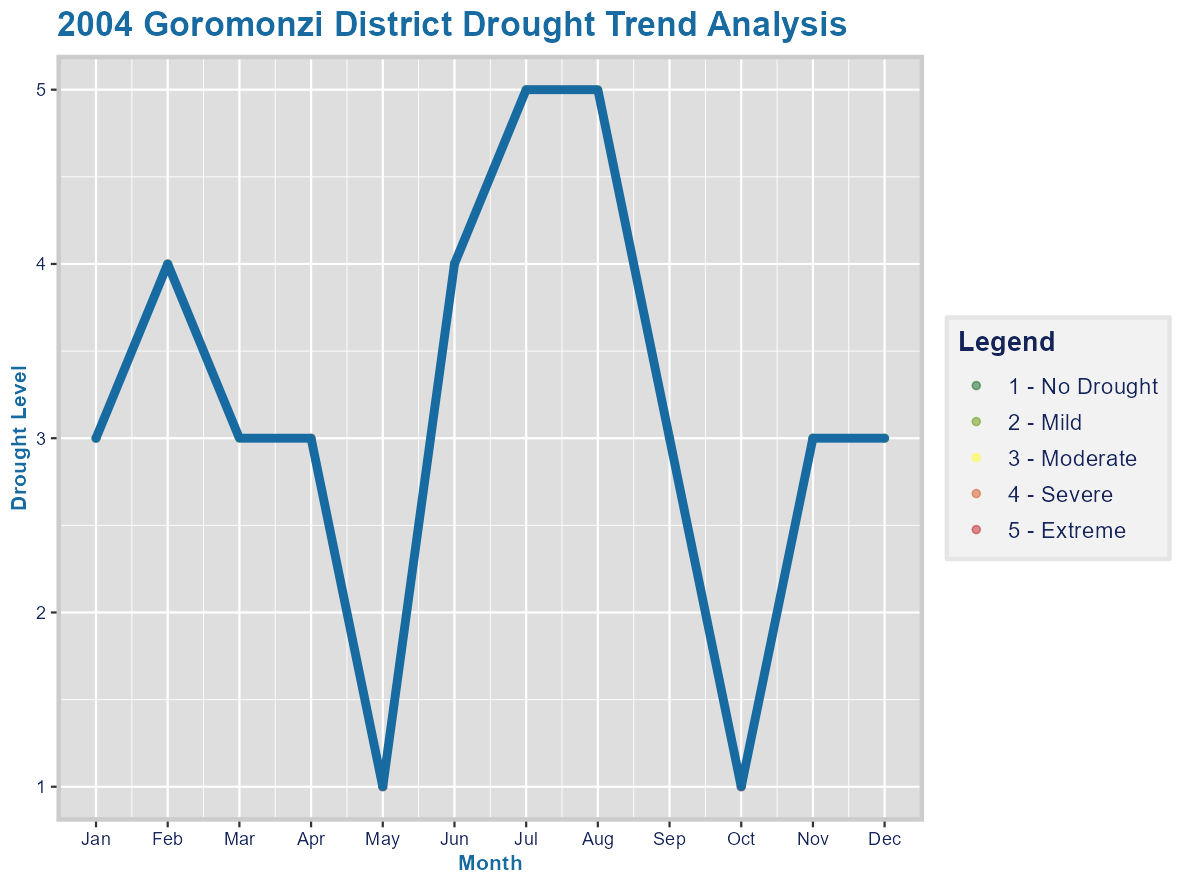 2004 Goromonzi District Drought Trend Analysis
Drought Level
5
4
3
2
1
Jan Feb Mar Apr May Jun Jul Aug Sep Oct Nov Dec
Month
Legend
1 - No Drought
2 - Mild
3 - Moderate
4 - Severe
5 - Extreme